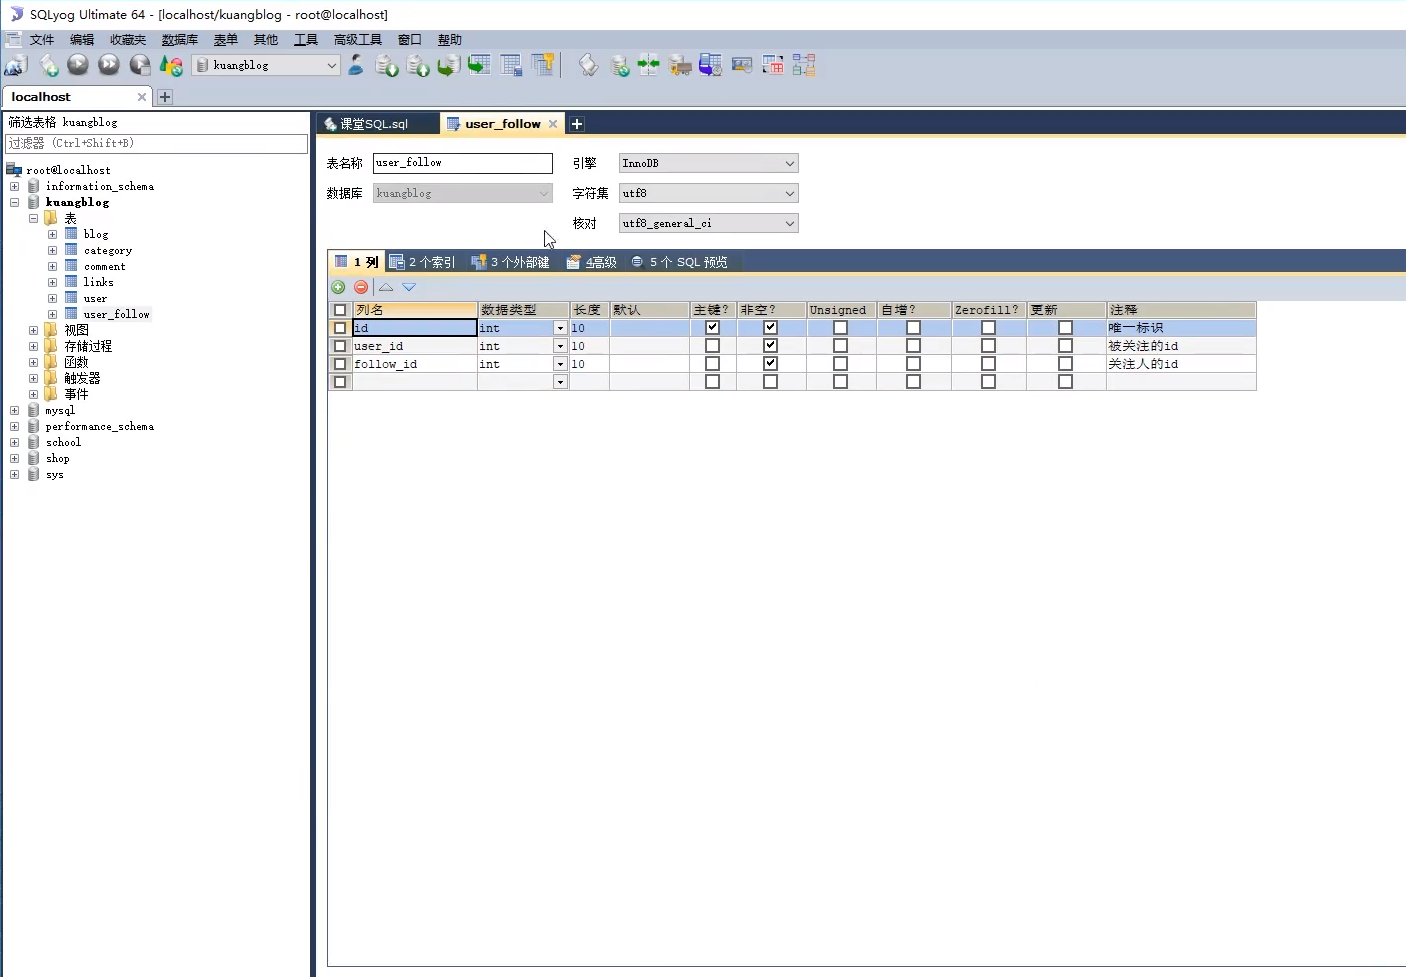 SQLyog Ultimate 64 - [localhost/kuangblog - root@localhost]
文件 编辑 收藏夹 数据库 表单 其他 工具 高级工具 窗口 帮助
kuangblog
localhost
筛选表格 kuangblog
过滤器 (Ctrl+Shift+B)
root@localhost
information_schema
kuangblog
表
blog
category
comment
links
user
user_follow
视图
存储过程
函数
触发器
事件
mysql
performance_schema
school
shop
sys
课堂SQL.sql user_follow
表名称 user_follow 引擎 InnoDB
数据库 kuangblog 字符集 utf8
核对 utf8_general_ci
1 列 2 个索引 3 个外部键 4高级 5 个 SQL 预览
列名 数据类型 长度 默认 主键? 非空? Unsigned 自增? Zerofill? 更新 注释
id int 10 唯一标识
user_id int 10 被关注的id
follow_id int 10 关注人的id